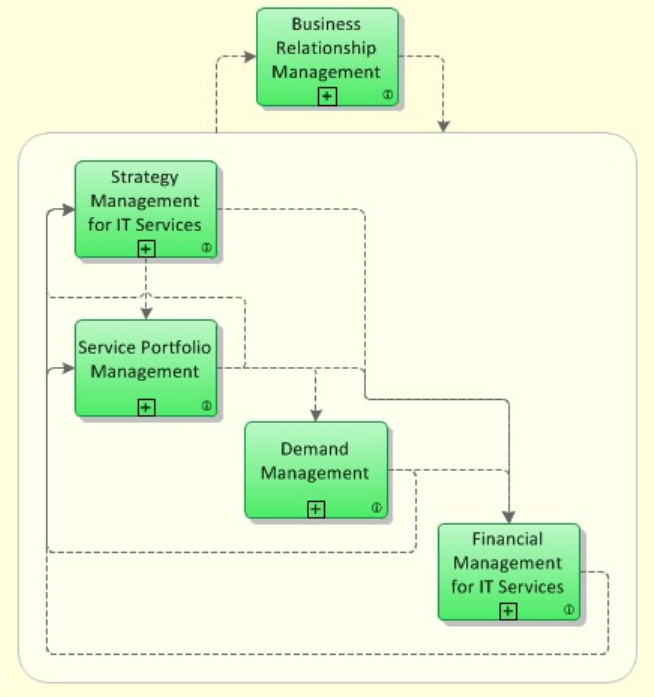 Business
Relationship
Management
Strategy
Management
for IT Services
Service Portfolio
Management
Demand
Management
Financial
Management
for IT Services